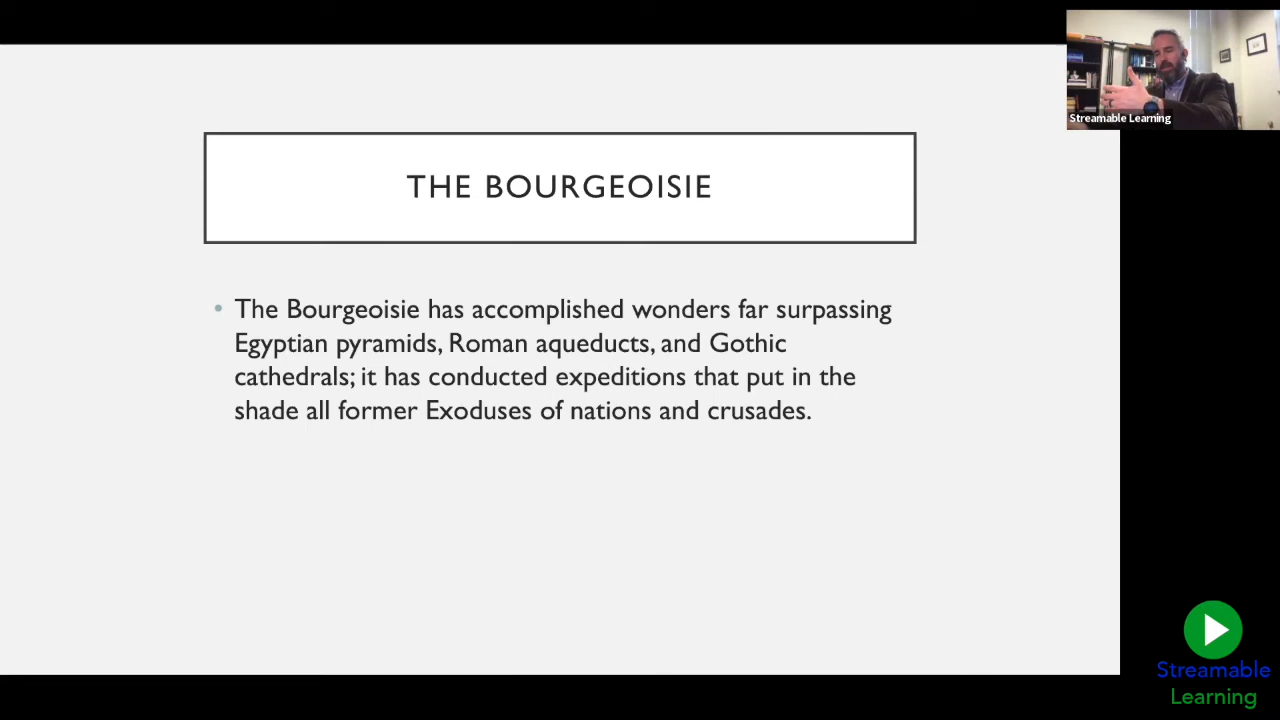 Streamable Learning
THE BOURGEOISIE
• The Bourgeoisie has accomplished wonders far surpassing
Egyptian pyramids, Roman aqueducts, and Gothic
cathedrals; it has conducted expeditions that put in the
shade all former Exoduses of nations and crusades.
Streamable
Learning